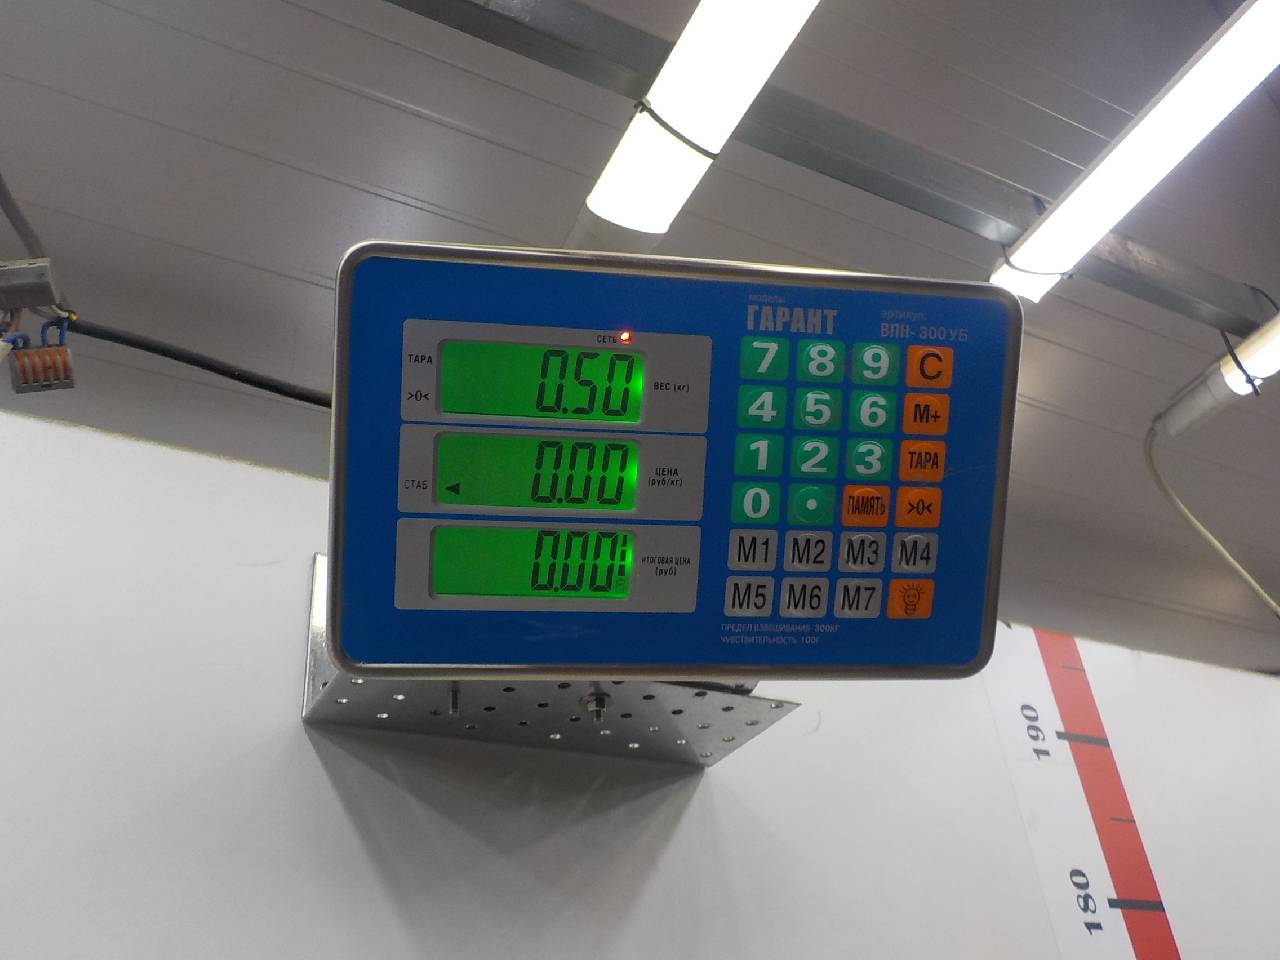 модель:
ГАРАНТ
артикул:
ВПН-300УБ
СЕТЬ
ТАРА
>0<
0.50
ВЕС (кг)
СТАБ
0.00
ЦЕНА
(руб/кг)
0.00
ИТОГОВАЯ ЦЕНА
(руб)
7 8 9 C
4 5 6 M+
1 2 3 ТАРА
0 . ПАМЯТЬ >0<
M1 M2 M3 M4
M5 M6 M7
ПРЕДЕЛ ВЗВЕШИВАНИЯ 300КГ
ЧУВСТВИТЕЛЬНОСТЬ 100Г
190
180